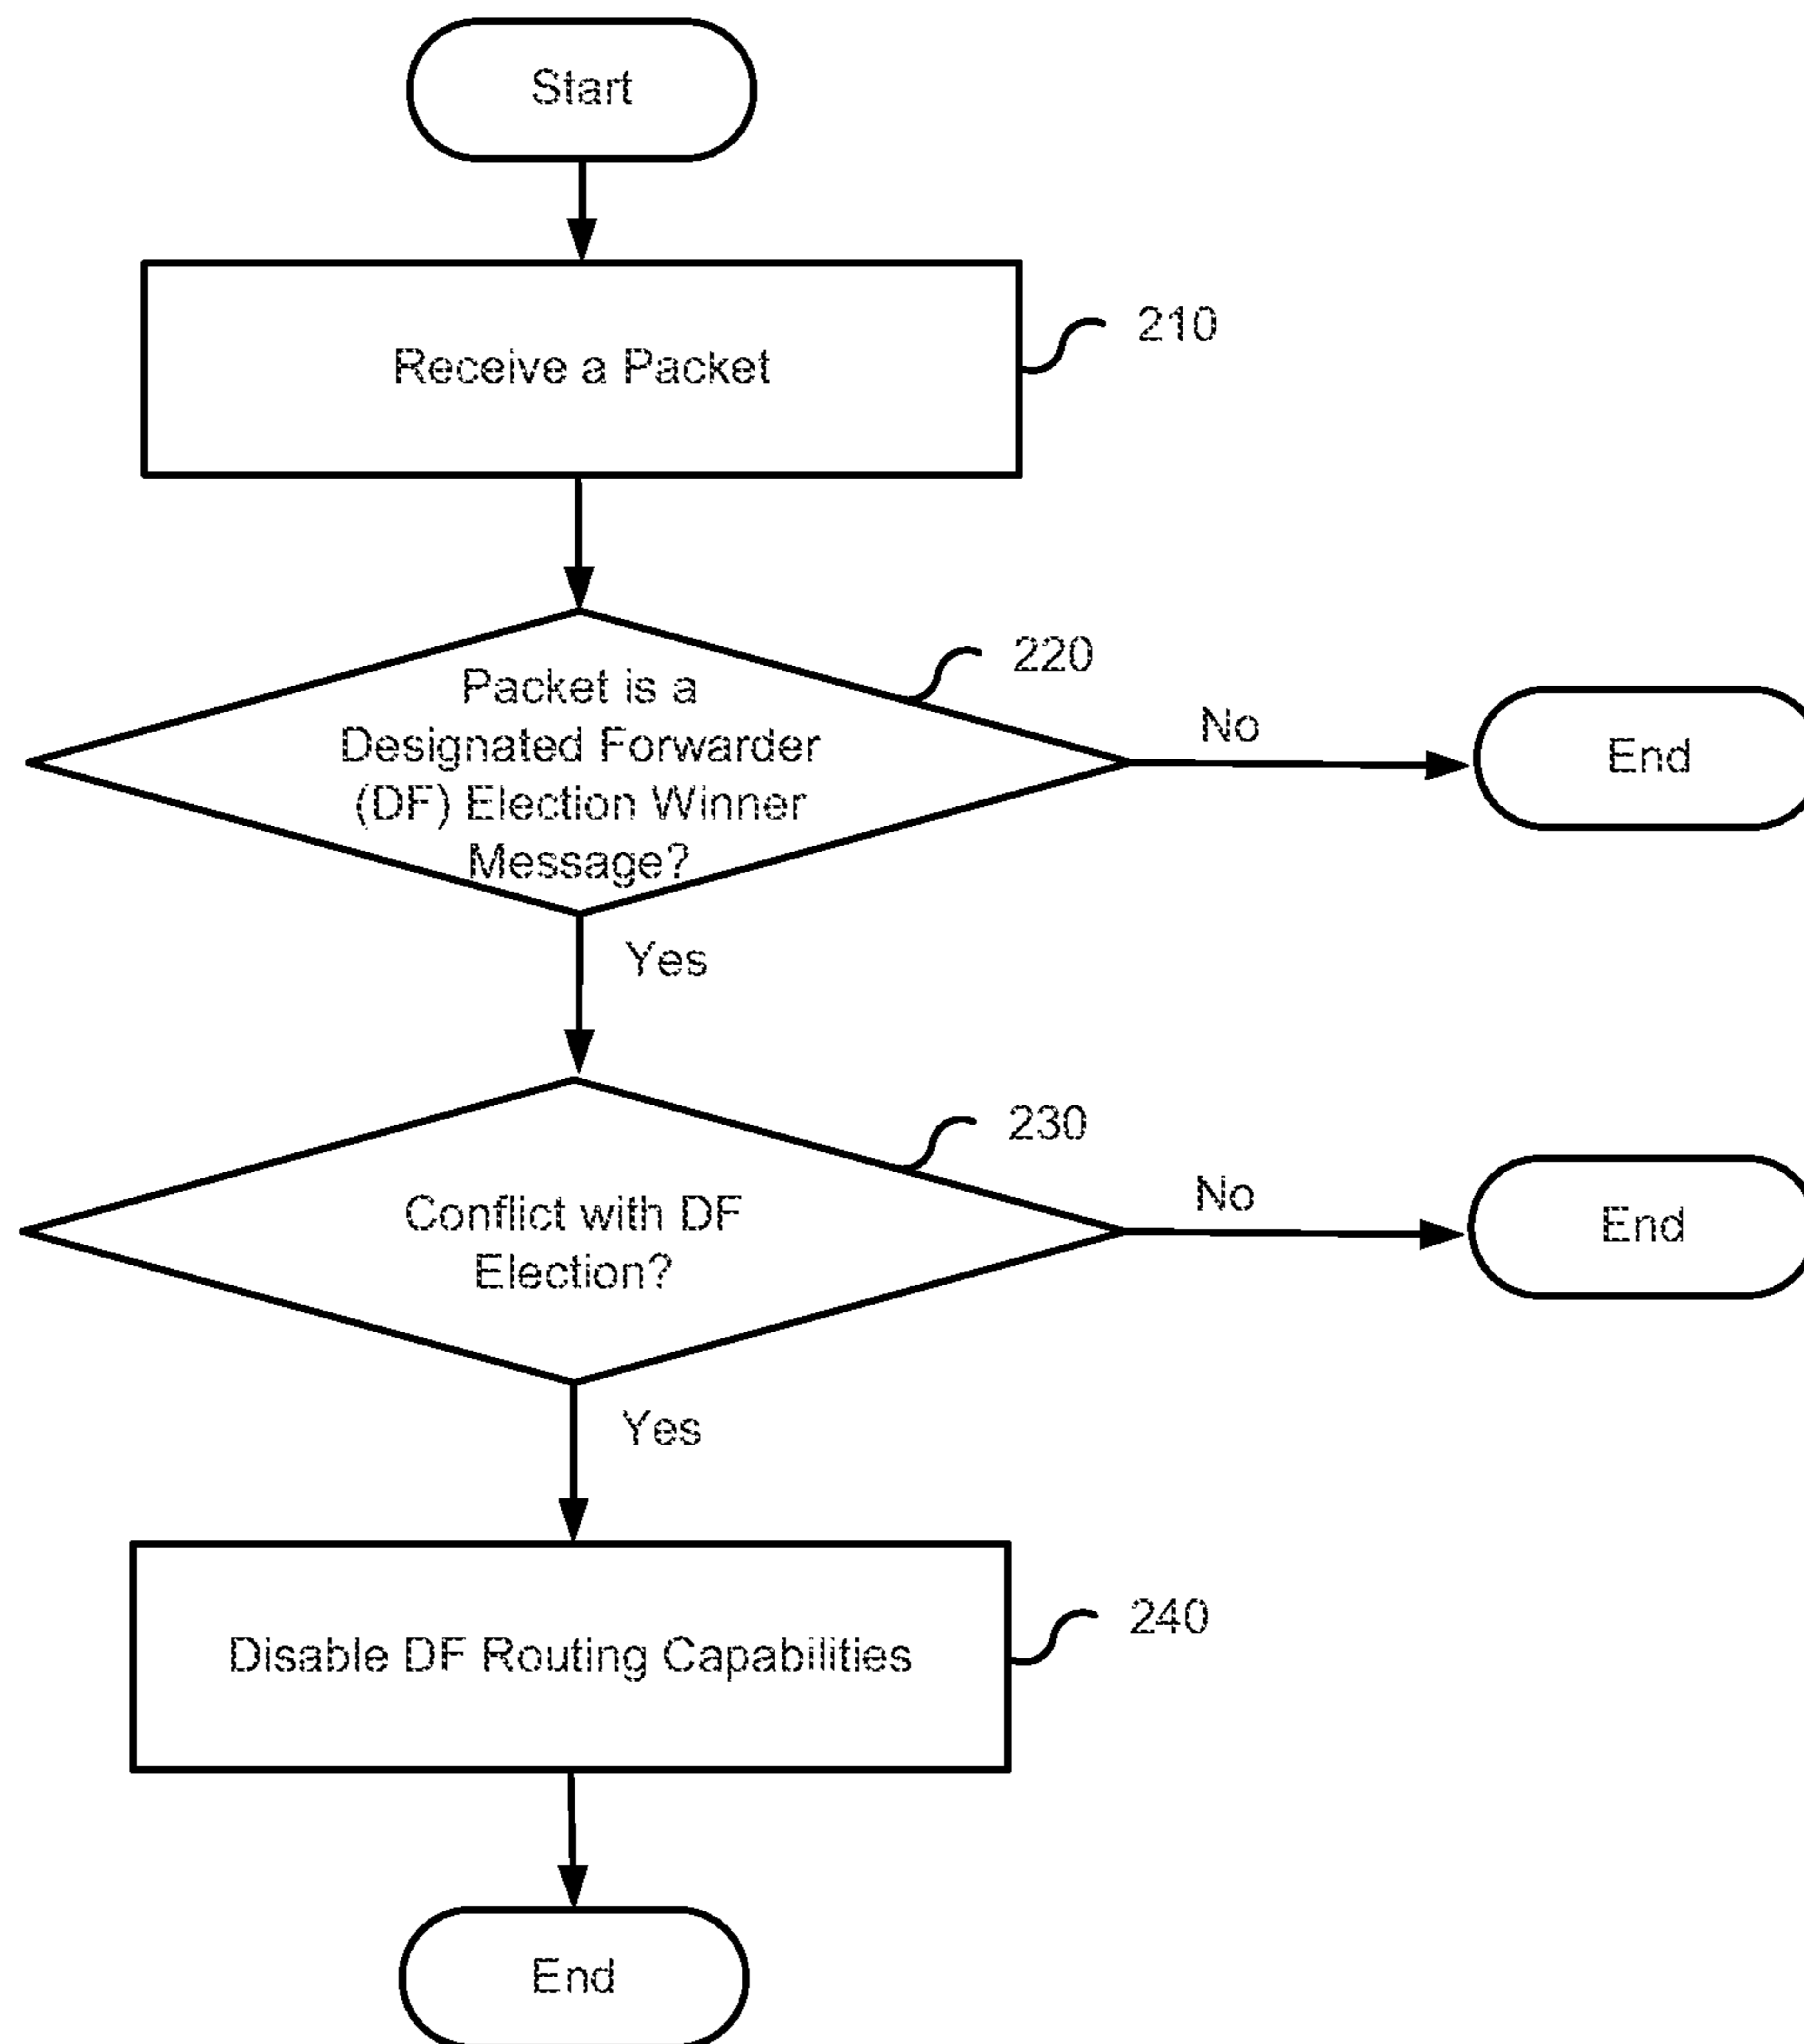 Start
Receive a Packet
210
Packet is a
Designated Forwarder
(DF) Election Winner
Message?
220
No
End
Yes
Conflict with DF
Election?
230
No
End
Yes
Disable DF Routing Capabilities
240
End